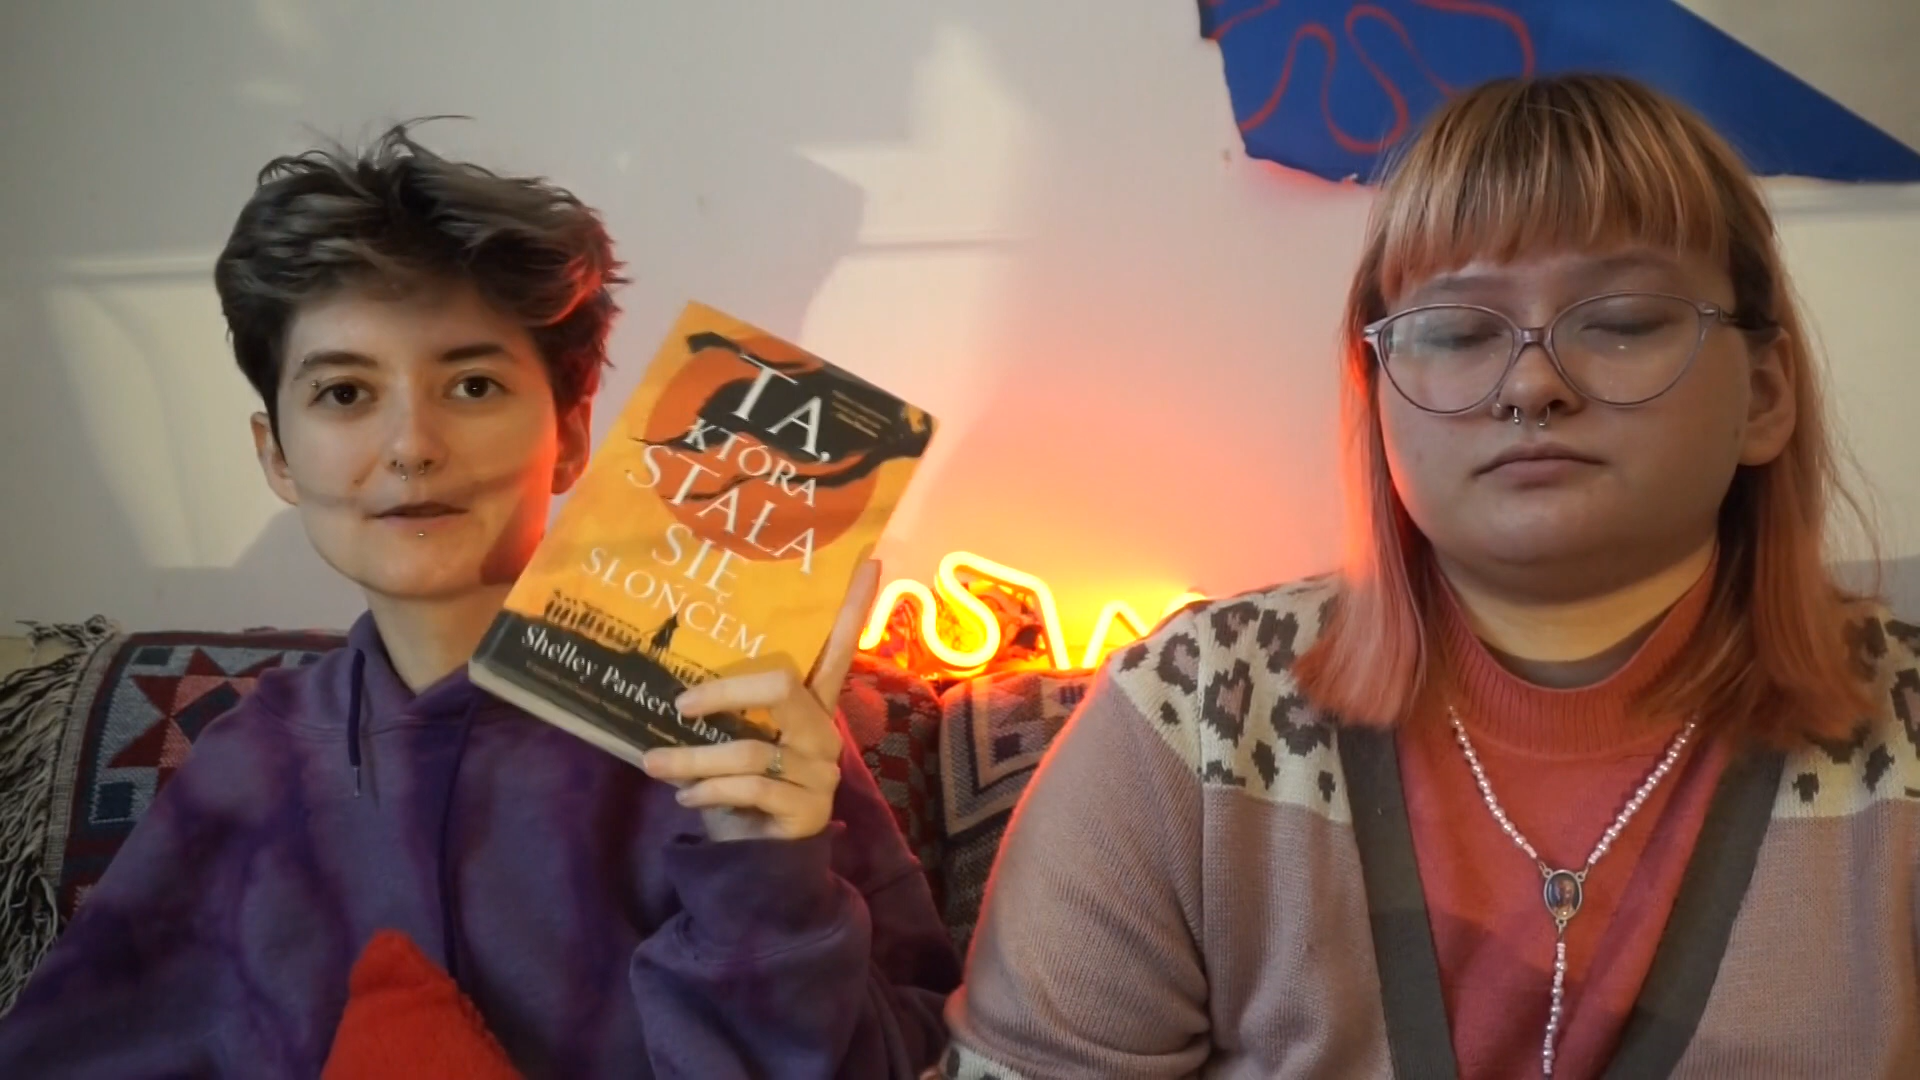 TA,
KTÓRA
STAŁA
SIĘ
SŁOŃCEM
Shelley Parker-Chan